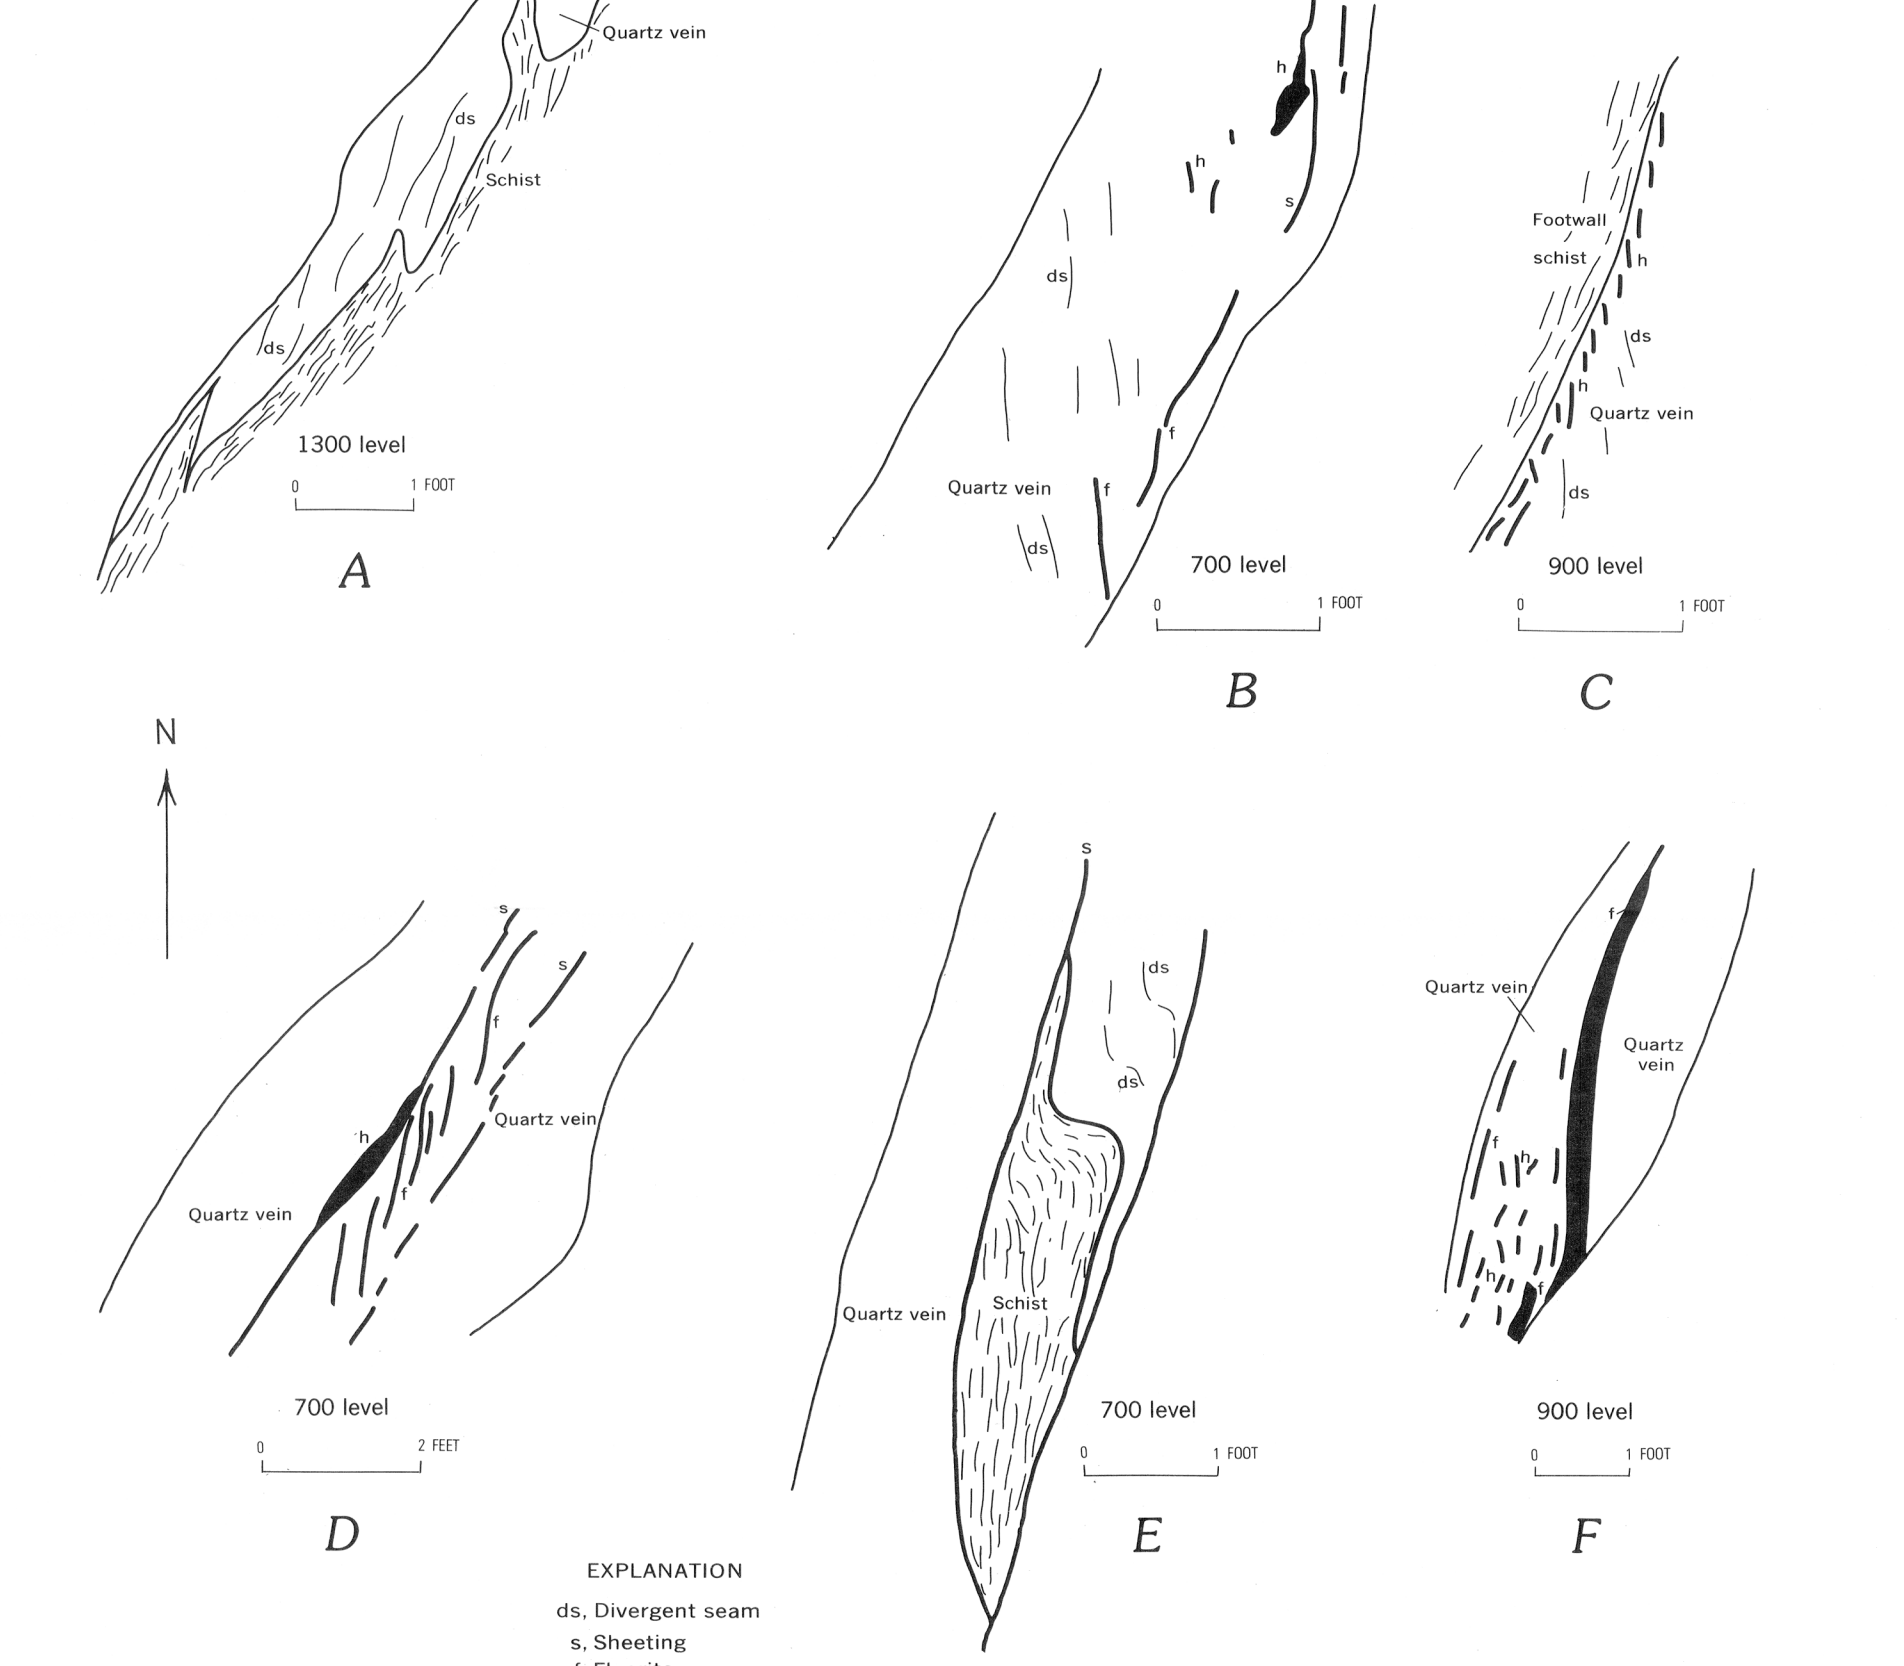 Quartz vein
ds
Schist
ds
1300 level
0 1 FOOT
A
h
h
s
ds
f
Quartz vein
f
ds
700 level
0 1 FOOT
B
Footwall
schist
h
ds
h
Quartz vein
ds
900 level
0 1 FOOT
C
N
s
s
f
Quartz vein
h
f
Quartz vein
700 level
0 2 FEET
D
s
ds
ds
Schist
Quartz vein
700 level
0 1 FOOT
E
f
Quartz vein
Quartz
vein
f
h
h
f
900 level
0 1 FOOT
F
EXPLANATION
ds, Divergent seam
s, Sheeting